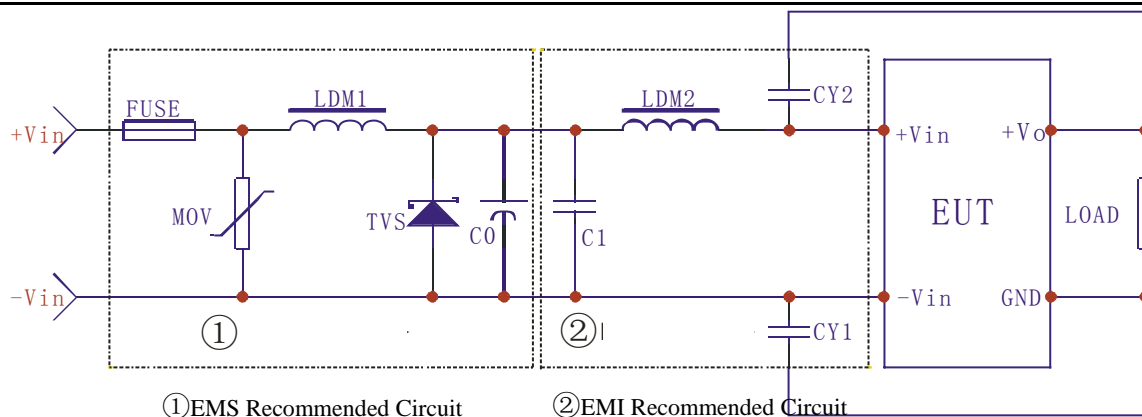 CY2
FUSE
LDM1
LDM2
+Vin
+Vin
+Vo
MOV
TVS
C0
C1
EUT
LOAD
-Vin
-Vin
GND
①
②
CY1
①EMS Recommended Circuit
②EMI Recommended Circuit